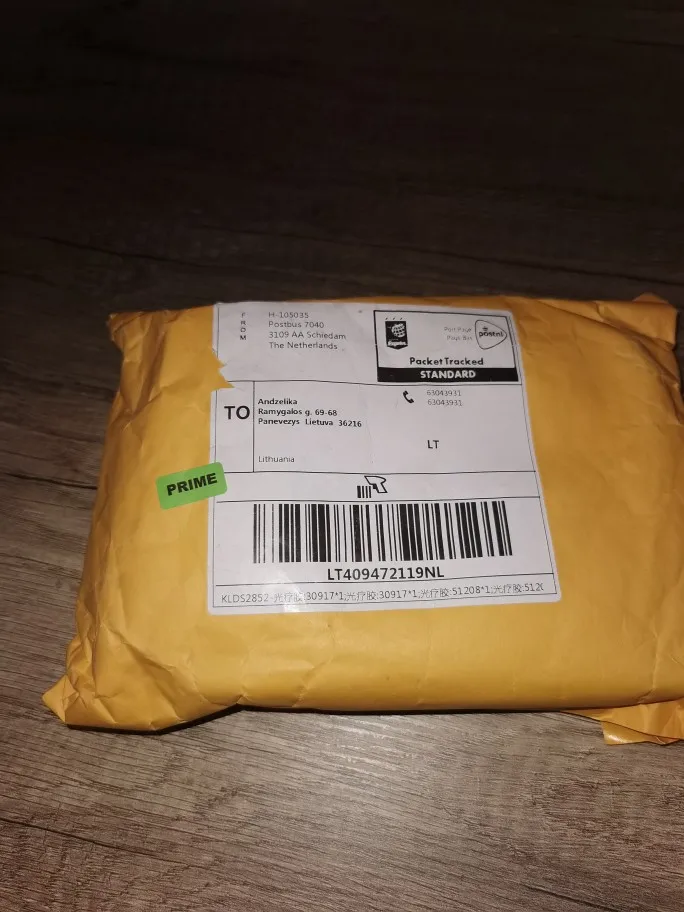 FROM
H-105035
Postbus 7040
3109 AA Schiedam
The Netherlands
Port Payé
Pays-Bas
postnl
Packet Tracked
STANDARD
TO
Andzelika
Ramygalos g. 69-68
Panevezys Lietuva 36216
Lithuania
63043931
63043931
LT
PRIME
LT409472119NL
KLDS2852-光疗胶:30917*1;光疗胶:30917*1;光疗胶:51208*1;光疗胶:512